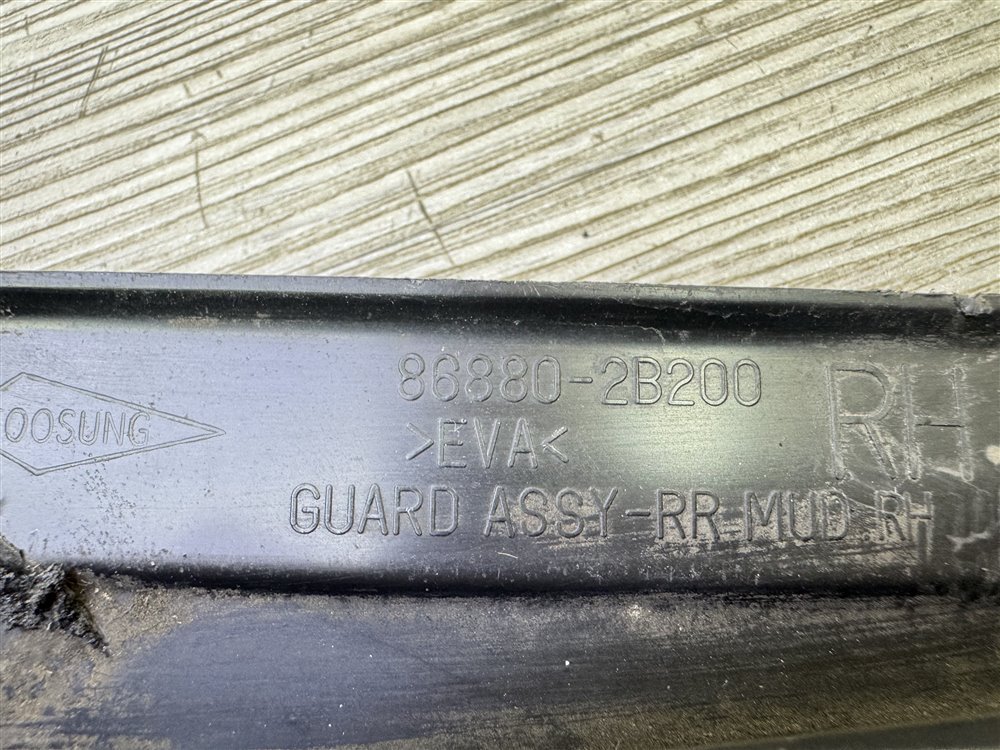 86880-2B200
RH
OOSUNG
>EVA<
GUARD ASSY-RR MUD.RH